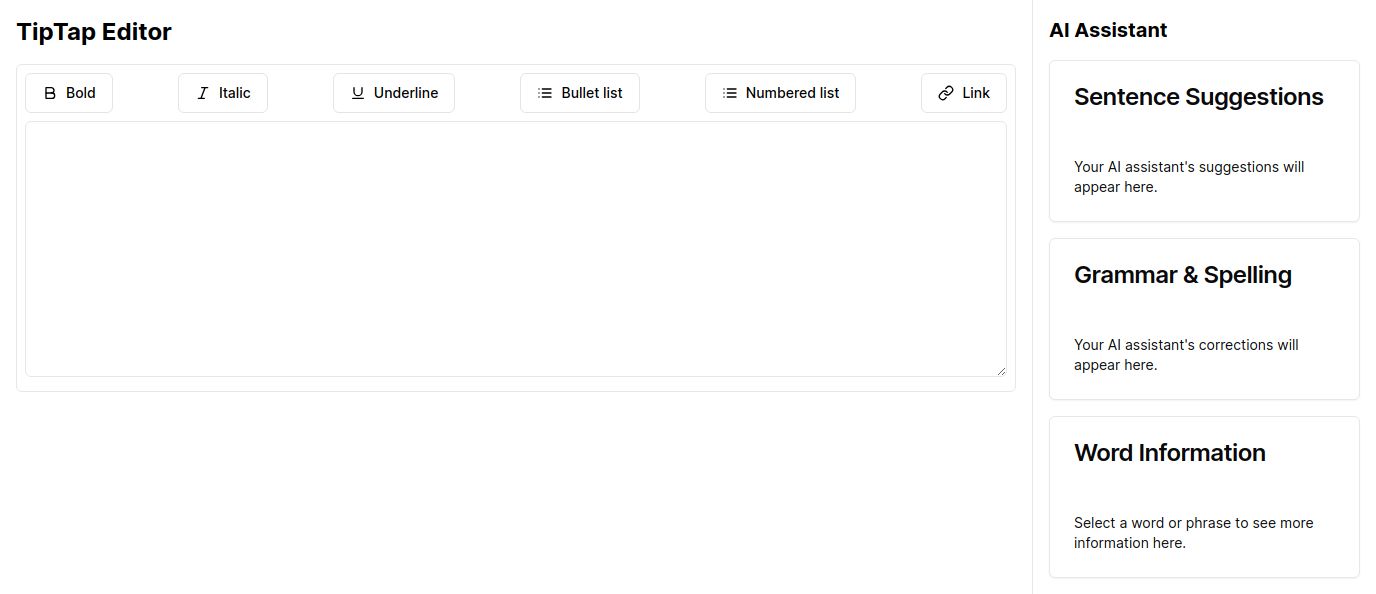 TipTap Editor
Bold Italic Underline Bullet list Numbered list Link
AI Assistant
Sentence Suggestions
Your AI assistant's suggestions will
appear here.
Grammar & Spelling
Your AI assistant's corrections will
appear here.
Word Information
Select a word or phrase to see more
information here.